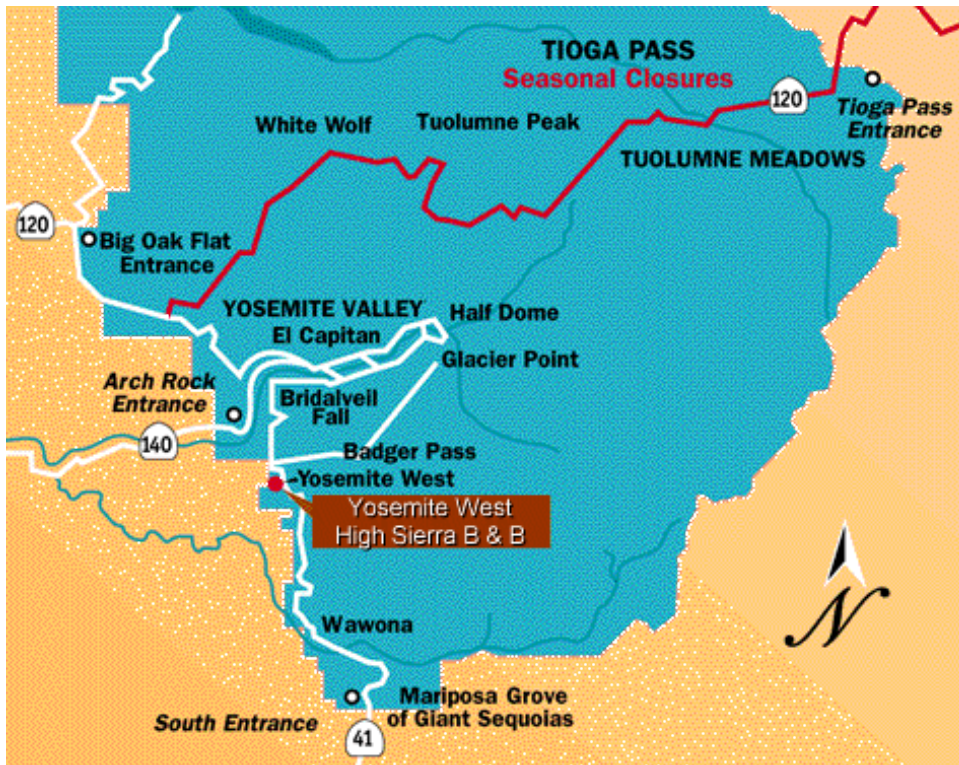 TIOGA PASS
Seasonal Closures
120
Tioga Pass
Entrance
White Wolf
Tuolumne Peak
TUOLUMNE MEADOWS
120
Big Oak Flat
Entrance
YOSEMITE VALLEY
El Capitan
Half Dome
Glacier Point
Arch Rock
Entrance
Bridalveil
Fall
140
Badger Pass
-Yosemite West
Yosemite West
High Sierra B & B
N
Wawona
Mariposa Grove
of Giant Sequoias
South Entrance
41